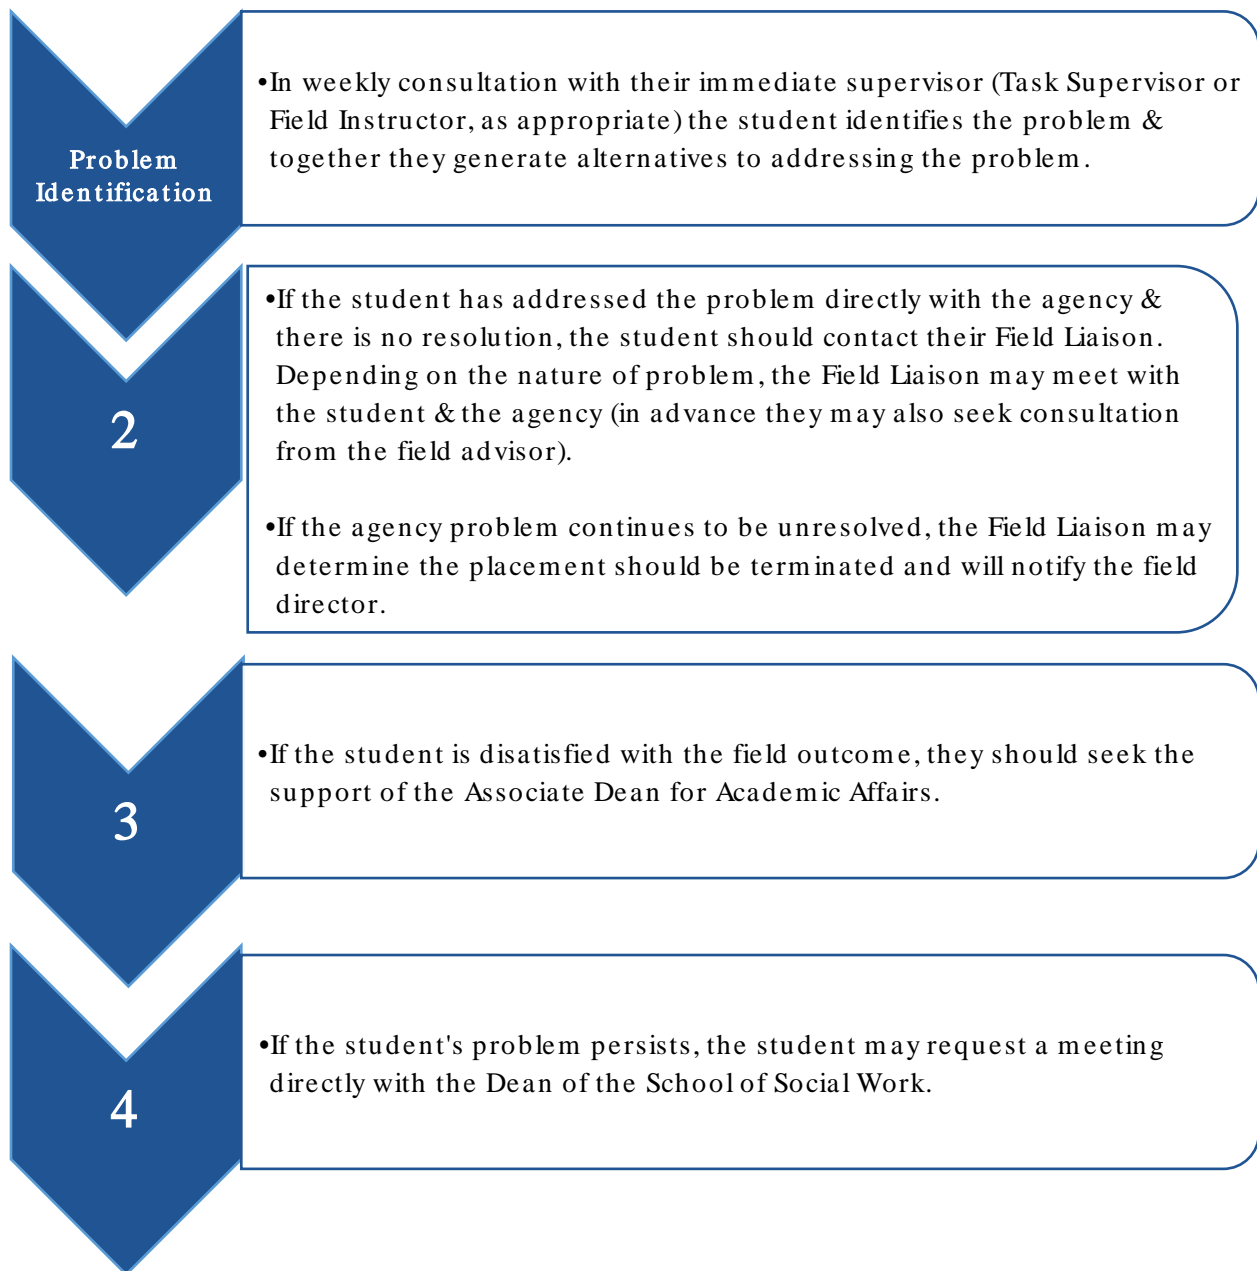 Problem
Identification
•In weekly consultation with their immediate supervisor (Task Supervisor or
Field Instructor, as appropriate) the student identifies the problem &
together they generate alternatives to addressing the problem.
2
•If the student has addressed the problem directly with the agency &
there is no resolution, the student should contact their Field Liaison.
Depending on the nature of problem, the Field Liaison may meet with
the student & the agency (in advance they may also seek consultation
from the field advisor).
•If the agency problem continues to be unresolved, the Field Liaison may
determine the placement should be terminated and will notify the field
director.
3
•If the student is disatisfied with the field outcome, they should seek the
support of the Associate Dean for Academic Affairs.
4
•If the student's problem persists, the student may request a meeting
directly with the Dean of the School of Social Work.